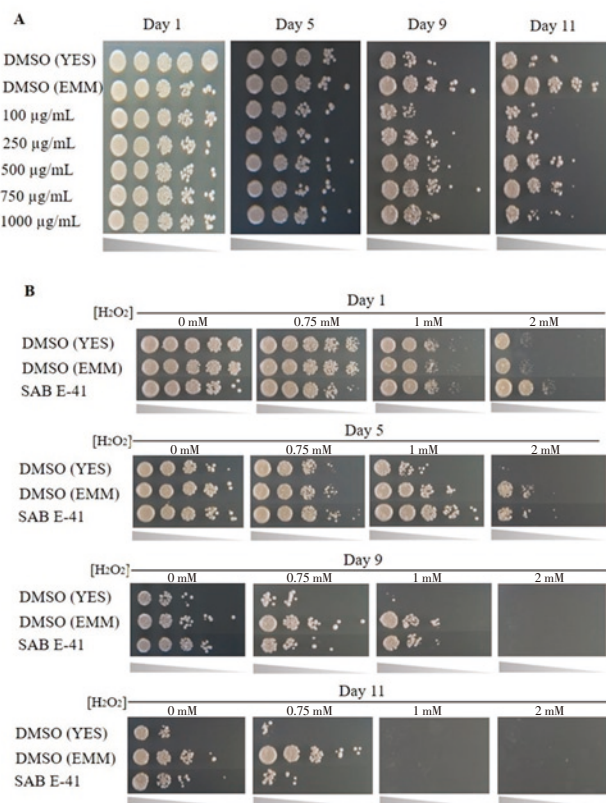 A
Day 1 Day 5 Day 9 Day 11
DMSO (YES)
DMSO (EMM)
100 µg/mL
250 µg/mL
500 µg/mL
750 µg/mL
1000 µg/mL
B
Day 1
[H2O2]
0 mM 0.75 mM 1 mM 2 mM
DMSO (YES)
DMSO (EMM)
SAB E-41
Day 5
[H2O2]
0 mM 0.75 mM 1 mM 2 mM
DMSO (YES)
DMSO (EMM)
SAB E-41
Day 9
[H2O2]
0 mM 0.75 mM 1 mM 2 mM
DMSO (YES)
DMSO (EMM)
SAB E-41
Day 11
[H2O2]
0 mM 0.75 mM 1 mM 2 mM
DMSO (YES)
DMSO (EMM)
SAB E-41